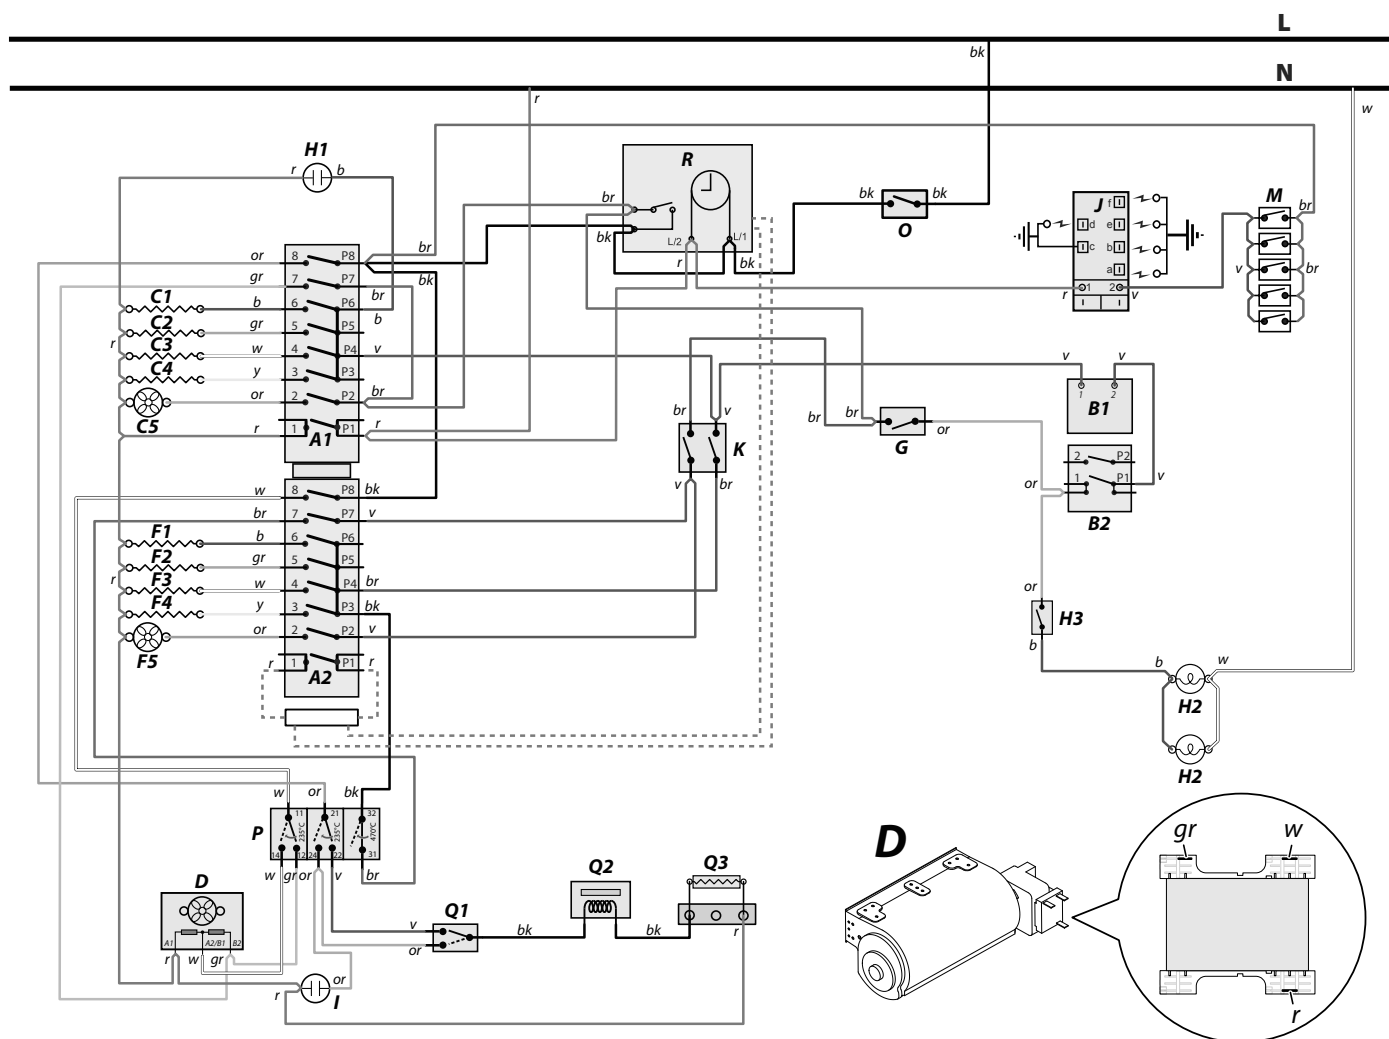 L
bk
N
r
w
H1
r b
R
br
bk
L/2
L/1
r
bk
bk bk
O
J
f
d
e
c
b
a
r 1 2 v
M
br
v br
br
bk
or 8 P8
gr 7 P7 br
C1 b 6 P6
b
C2 gr 5 P5
r
C3 w 4 P4 v
C4 y 3 P3
C5 or 2 P2 br
r 1 P1 r
A1
br v
K
v br
br br
G
or
v v
1 2
B1
2 P2
1 P1
v
or
B2
w 8 P8 bk
br 7 P7 v
F1 b 6 P6
F2 gr 5 P5
r
F3 w 4 P4 br
F4 y 3 P3 bk
F5 or 2 P2 v
r 1 P1 r
A2
or
H3
b
b w
H2
H2
w or bk
P
11 21 32
235°C 235°C 470°C
14 12 24 22 31
w gr or v br
D
A1 A2/B1 B2
r w gr
r I or
Q1
v
or
bk
Q2
bk
Q3
r
D
gr w
r